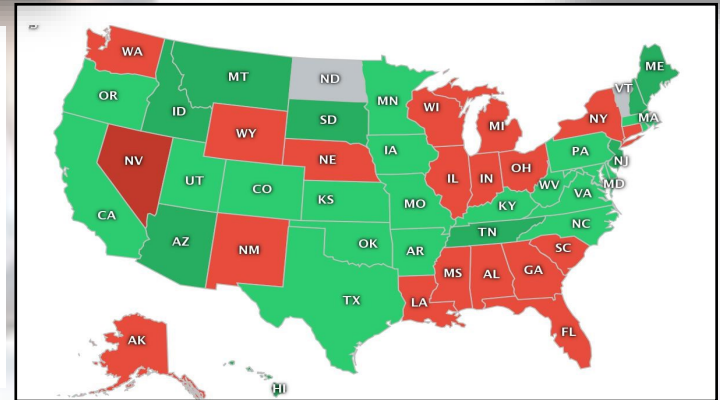 WA
MT
ND
ME
VT
OR
MN
ID
SD
WI
NY
MA
WY
MI
IA
PA
NJ
NV
NE
OH
IL
IN
UT
CO
WV
MD
KS
MO
KY
VA
CA
AZ
OK
TN
NC
NM
AR
SC
MS
AL
GA
TX
LA
FL
AK
HI